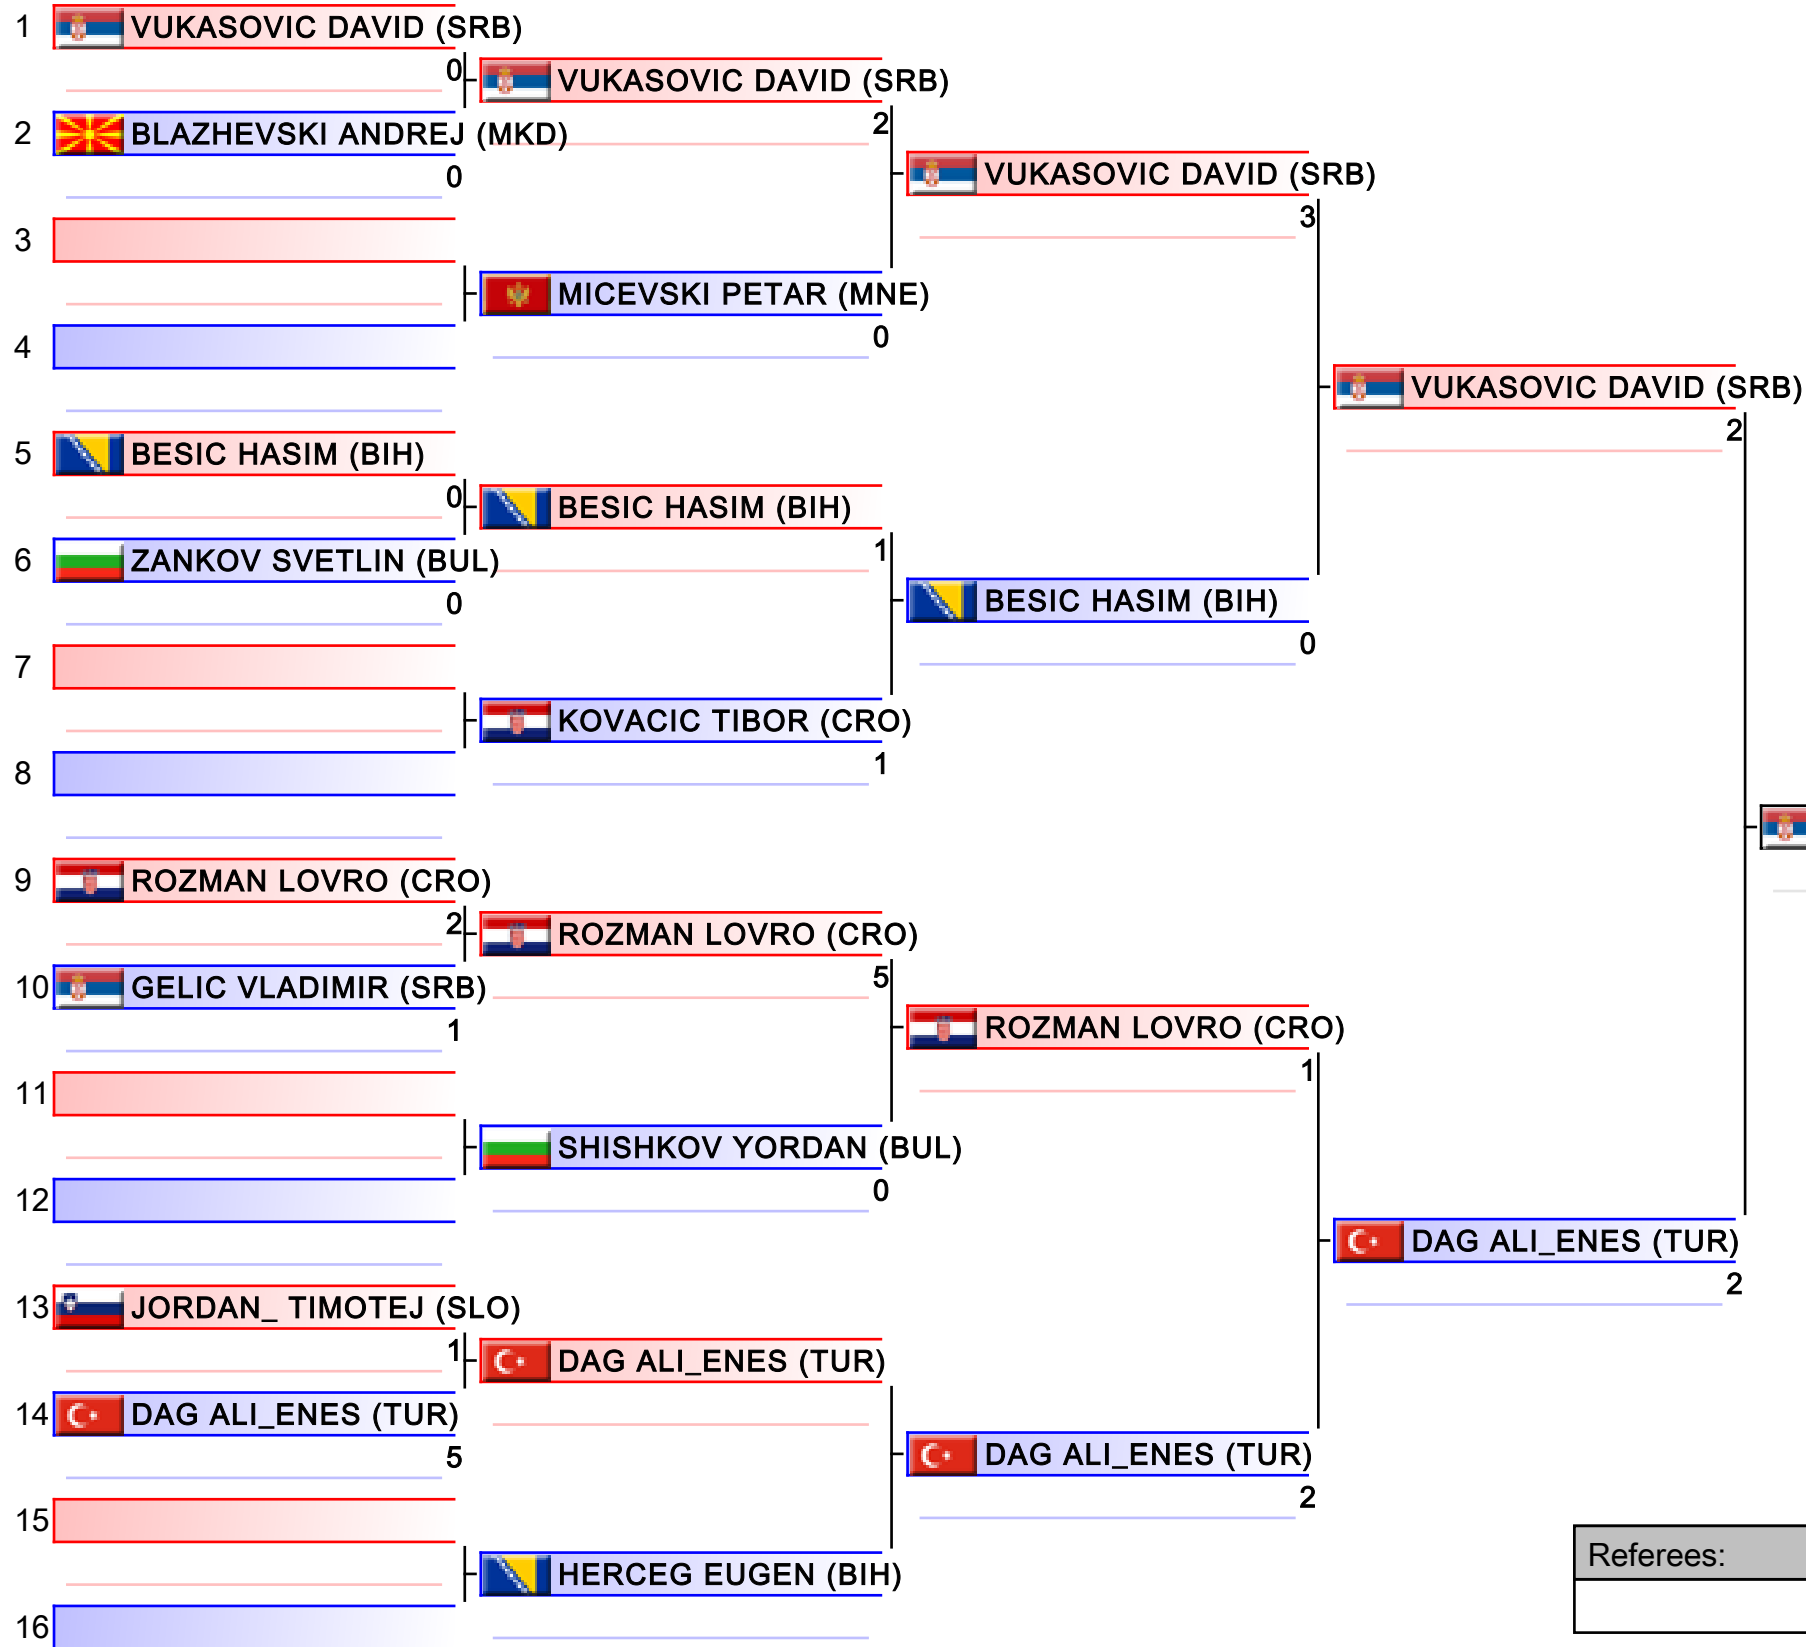 1 VUKASOVIC DAVID (SRB)
0 VUKASOVIC DAVID (SRB)
2 BLAZHEVSKI ANDREJ (MKD)
2
0
VUKASOVIC DAVID (SRB)
3
3
MICEVSKI PETAR (MNE)
0
4
VUKASOVIC DAVID (SRB)
2
5 BESIC HASIM (BIH)
0 BESIC HASIM (BIH)
6 ZANKOV SVETLIN (BUL)
1
0
BESIC HASIM (BIH)
0
7
KOVACIC TIBOR (CRO)
1
8
9 ROZMAN LOVRO (CRO)
2 ROZMAN LOVRO (CRO)
10 GELIC VLADIMIR (SRB)
5
1
ROZMAN LOVRO (CRO)
1
11
SHISHKOV YORDAN (BUL)
0
12
DAG ALI_ENES (TUR)
2
13 JORDAN_ TIMOTEJ (SLO)
1 DAG ALI_ENES (TUR)
14 DAG ALI_ENES (TUR)
5
DAG ALI_ENES (TUR)
2
15
HERCEG EUGEN (BIH)
16
Referees: